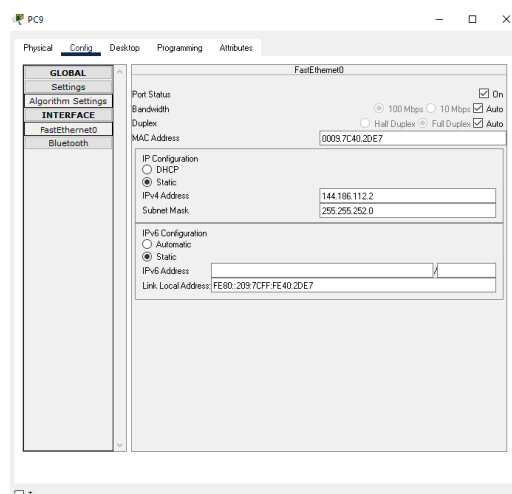 PC9
Physical Config Desktop Programming Attributes
GLOBAL
Settings
Algorithm Settings
INTERFACE
FastEthernet0
Bluetooth
FastEthernet0
Port Status On
Bandwidth 100 Mbps 10 Mbps Auto
Duplex Half Duplex Full Duplex Auto
MAC Address 0009.7C40.2DE7
IP Configuration
DHCP
Static
IPv4 Address 144.186.112.2
Subnet Mask 255.255.252.0
IPv6 Configuration
Automatic
Static
IPv6 Address /
Link Local Address: FE80::209:7CFF:FE40:2DE7